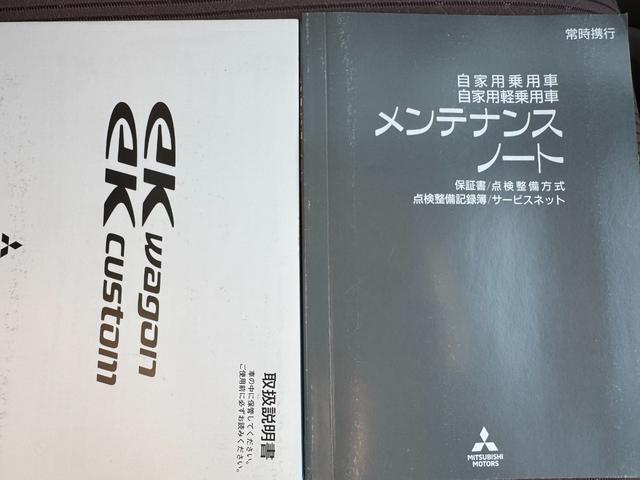 eK wagon
eK custom
取扱説明書
車の中に保管してください。
ご使用前に必ずお読みください。
常時携行
自家用乗用車
自家用軽乗用車
メンテナンス
ノート
保証書/点検整備方式
点検整備記録簿/サービスネット
MITSUBISHI
MOTORS